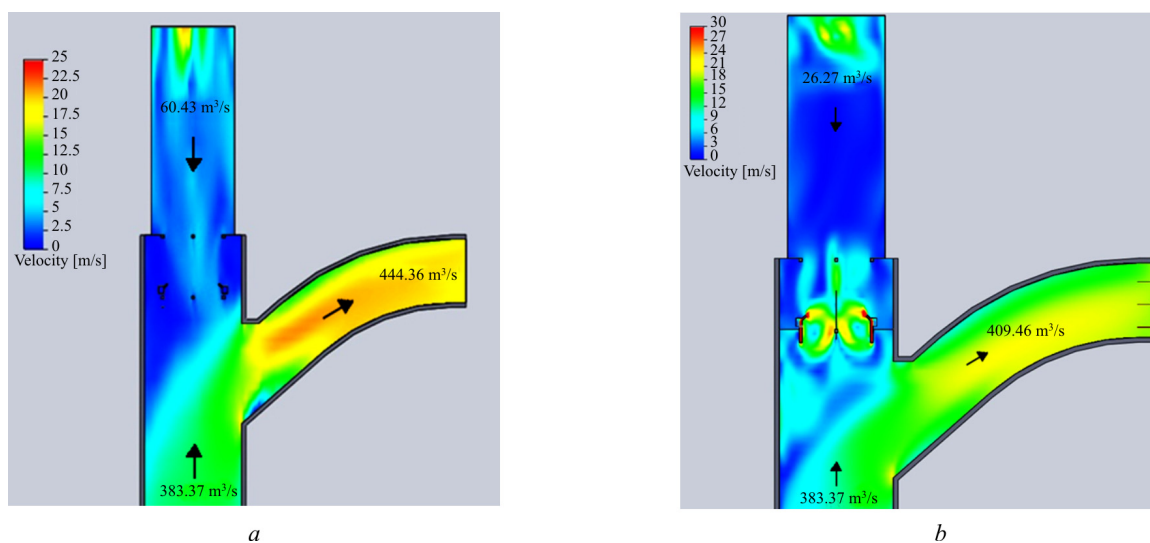 25
22.5
20
17.5
15
12.5
10
7.5
5
2.5
0
Velocity [m/s]
60.43 m³/s
444.36 m³/s
383.37 m³/s
a
30
27
24
21
18
15
12
9
6
3
0
Velocity [m/s]
26.27 m³/s
409.46 m³/s
383.37 m³/s
b